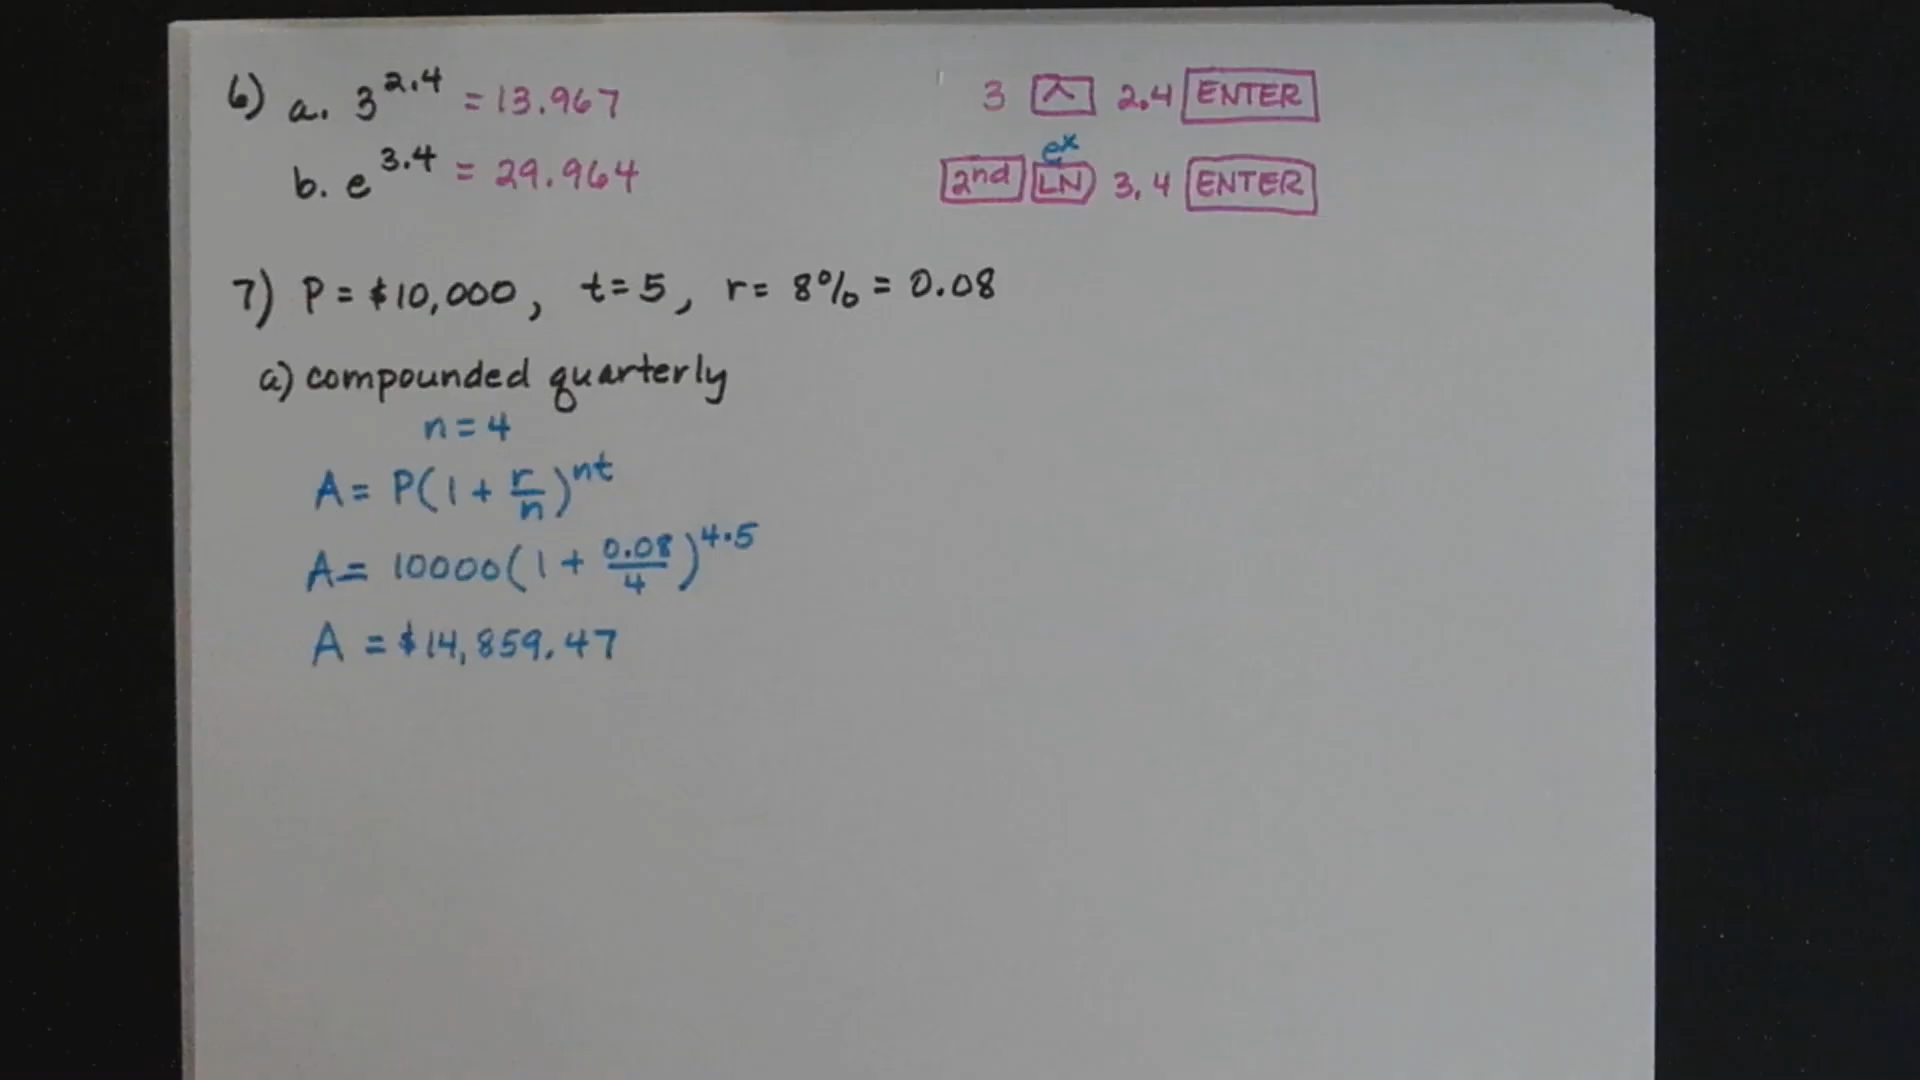 6) a. 3^2.4 = 13.967 3 ^ 2.4 ENTER
e^x
b. e^3.4 = 29.964 2nd LN 3.4 ENTER
7) P = $10,000, t = 5, r = 8% = 0.08
a) compounded quarterly
n = 4
A = P(1 + r/n)^nt
A = 10000(1 + 0.08/4)^4·5
A = $14,859.47